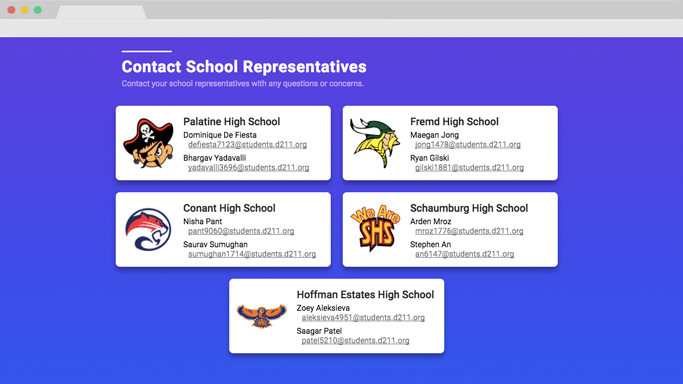 Contact School Representatives
Contact your school representatives with any questions or concerns.
Palatine High School
Dominique De Fiesta
defiesta7123@students.d211.org
Bhargav Yadavalli
yadavalli3696@students.d211.org
Fremd High School
Maegan Jong
jong1478@students.d211.org
Ryan Gilski
gilski1881@students.d211.org
Conant High School
Nisha Pant
pant9060@students.d211.org
Saurav Sumughan
sumughan1714@students.d211.org
We Are
SHS
Schaumburg High School
Arden Mroz
mroz1776@students.d211.org
Stephen An
an6147@students.d211.org
Hoffman Estates High School
Zoey Aleksieva
aleksieva4951@students.d211.org
Saagar Patel
patel5210@students.d211.org